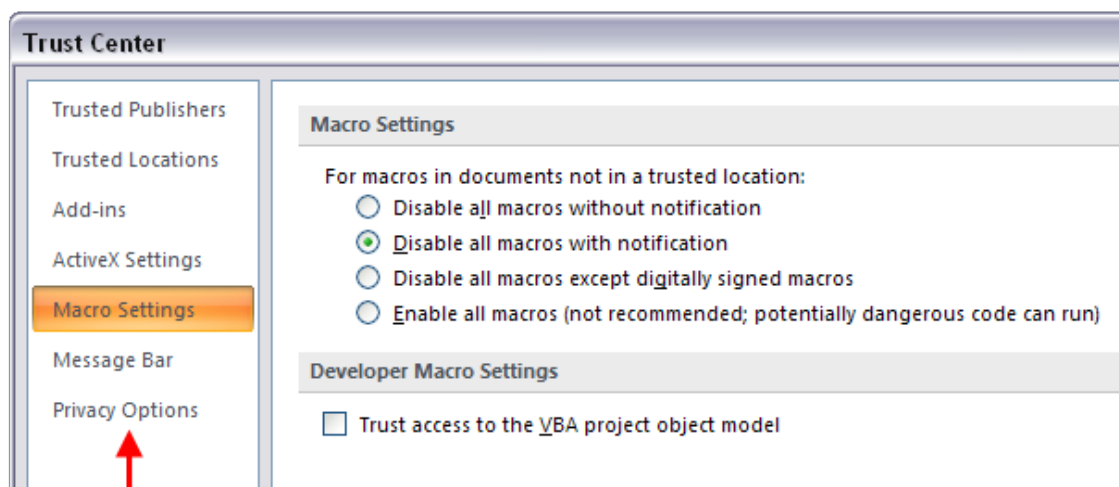 Trust Center
Trusted Publishers
Trusted Locations
Add-ins
ActiveX Settings
Macro Settings
Message Bar
Privacy Options
Macro Settings
For macros in documents not in a trusted location:
Disable all macros without notification
Disable all macros with notification
Disable all macros except digitally signed macros
Enable all macros (not recommended; potentially dangerous code can run)
Developer Macro Settings
Trust access to the VBA project object model